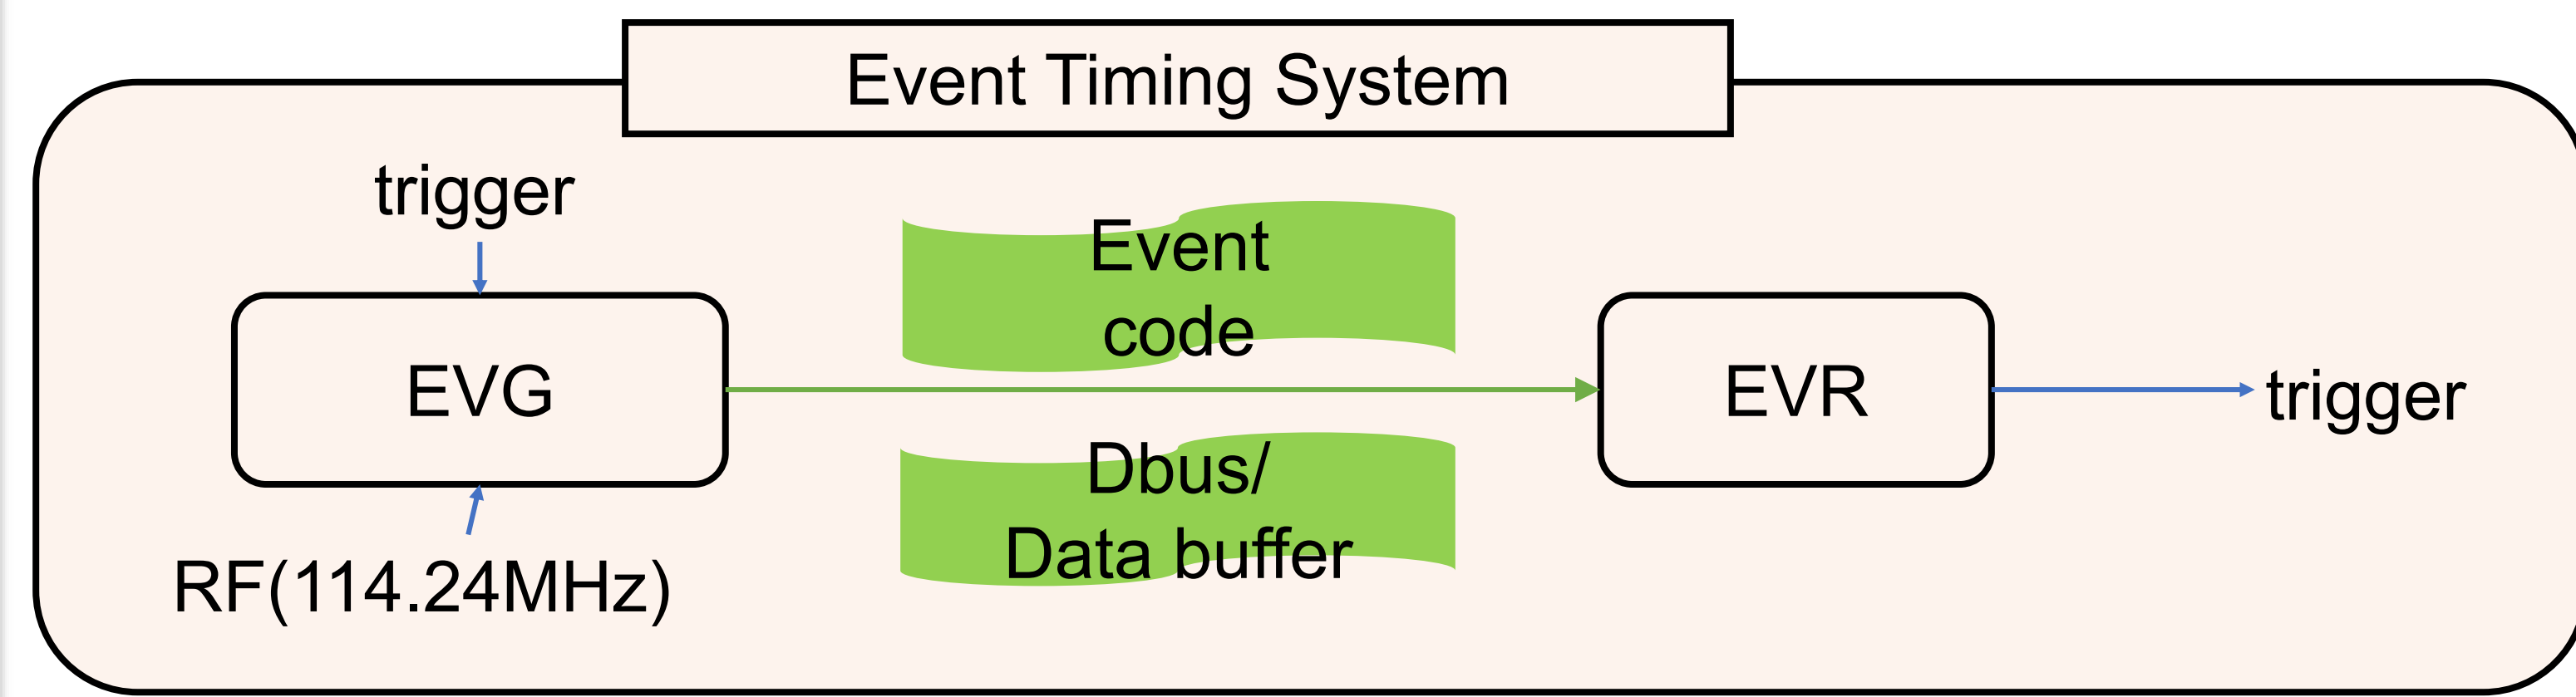 Event Timing System
trigger
Event
code
EVG
EVR
trigger
Dbus/
Data buffer
RF(114.24MHz)